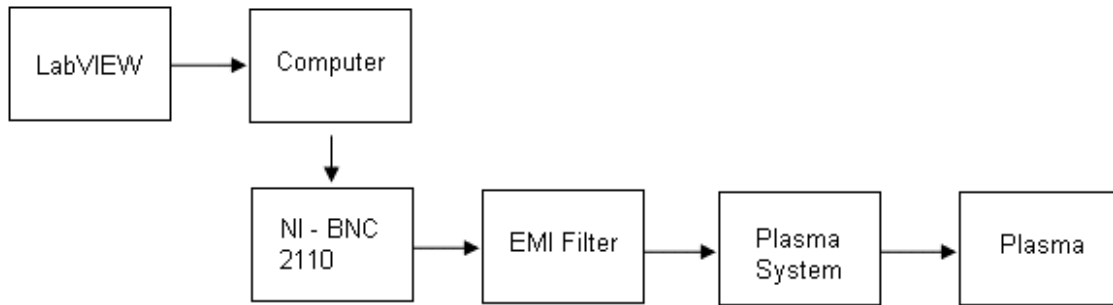 LabVIEW
Computer
NI - BNC
2110
EMI Filter
Plasma
System
Plasma